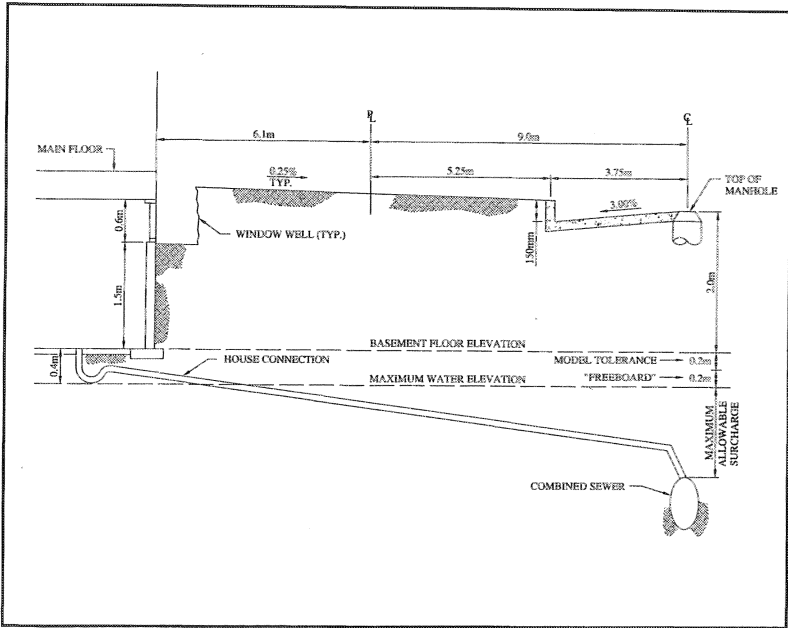 ℄
℄
6.1m
9.0m
MAIN FLOOR
0.25%
TYP.
5.25m
3.75m
TOP OF
MANHOLE
3.00%
0.6m
WINDOW WELL (TYP.)
150mm
2.0m
1.5m
BASEMENT FLOOR ELEVATION
HOUSE CONNECTION
MODEL TOLERANCE
0.2m
0.4m
MAXIMUM WATER ELEVATION
"FREEBOARD"
0.2m
MAXIMUM
ALLOWABLE
SURCHARGE
COMBINED SEWER